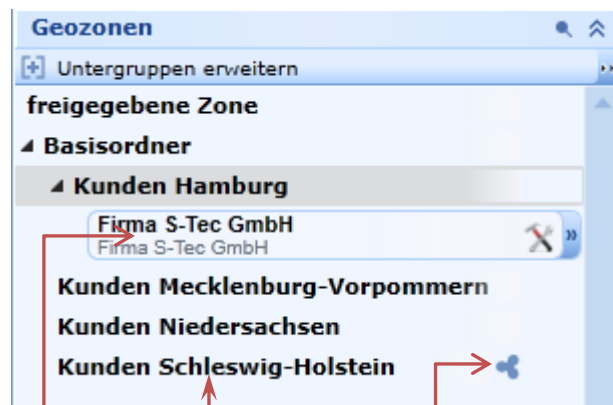 Geozonen
Untergruppen erweitern
freigegebene Zone
Basisordner
Kunden Hamburg
Firma S-Tec GmbH
Firma S-Tec GmbH
Kunden Mecklenburg-Vorpommern
Kunden Niedersachsen
Kunden Schleswig-Holstein